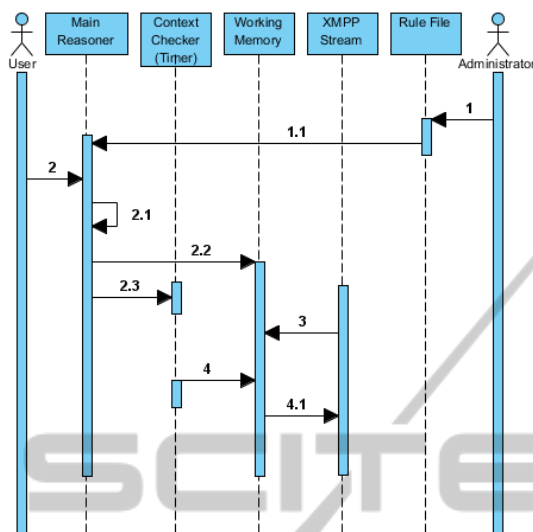 User
Main
Reasoner
Context
Checker
(Timer)
Working
Memory
XMPP
Stream
Rule File
Administrator
1
1.1
2
2.1
2.2
2.3
3
4
4.1
SCITE